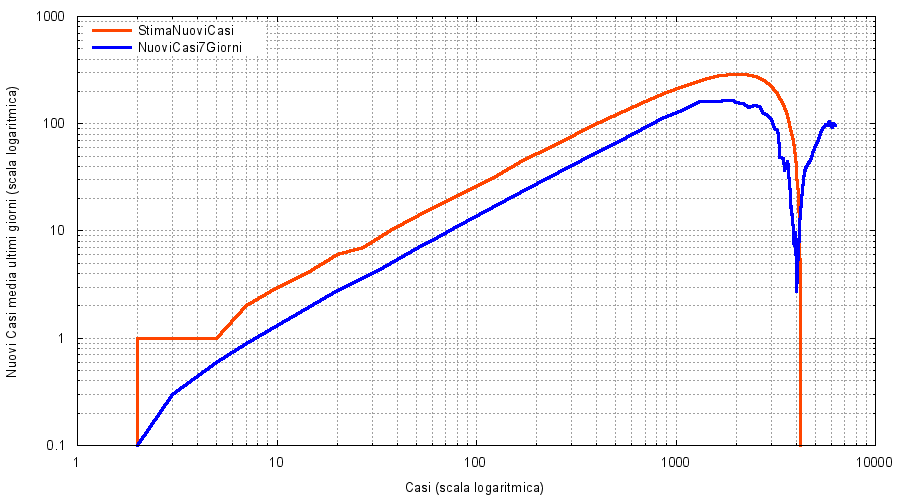 1000
100
10
1
0.1
Nuovi Casi media ultimi giorni (scala logaritmica)
StimaNuoviCasi
NuoviCasi7Giorni
1
10
100
1000
10000
Casi (scala logaritmica)